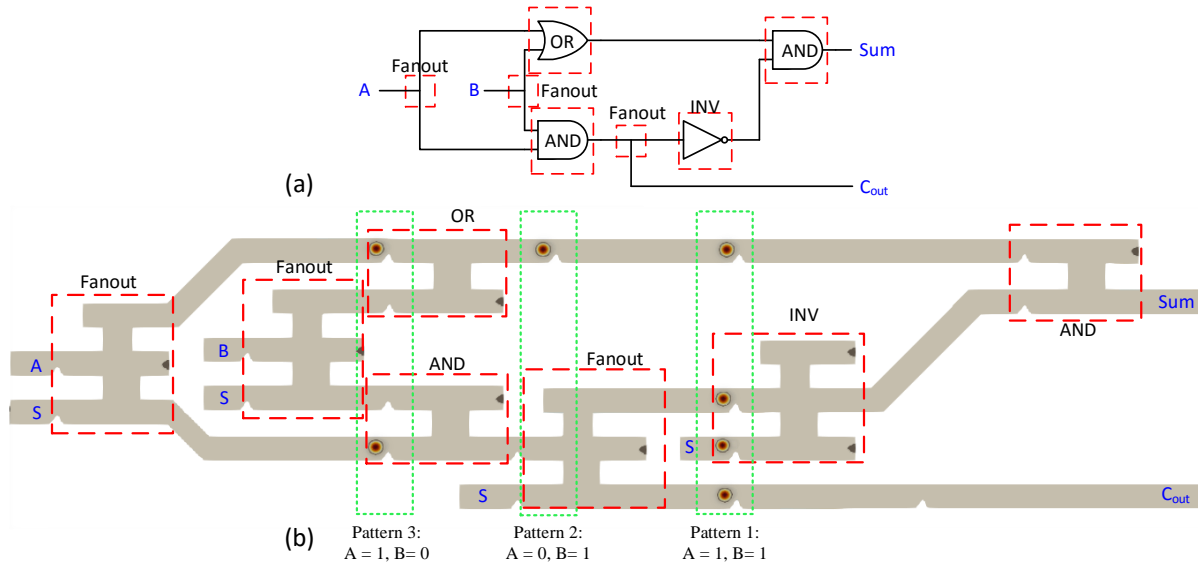 OR
AND
Sum
Fanout
A
B
Fanout
Fanout
INV
AND
(a)
C_out
OR
Fanout
Fanout
INV
Sum
AND
B
A
AND
Fanout
S
S
S
S
C_out
(b)
Pattern 3:
A = 1, B= 0
Pattern 2:
A = 0, B= 1
Pattern 1:
A = 1, B= 1